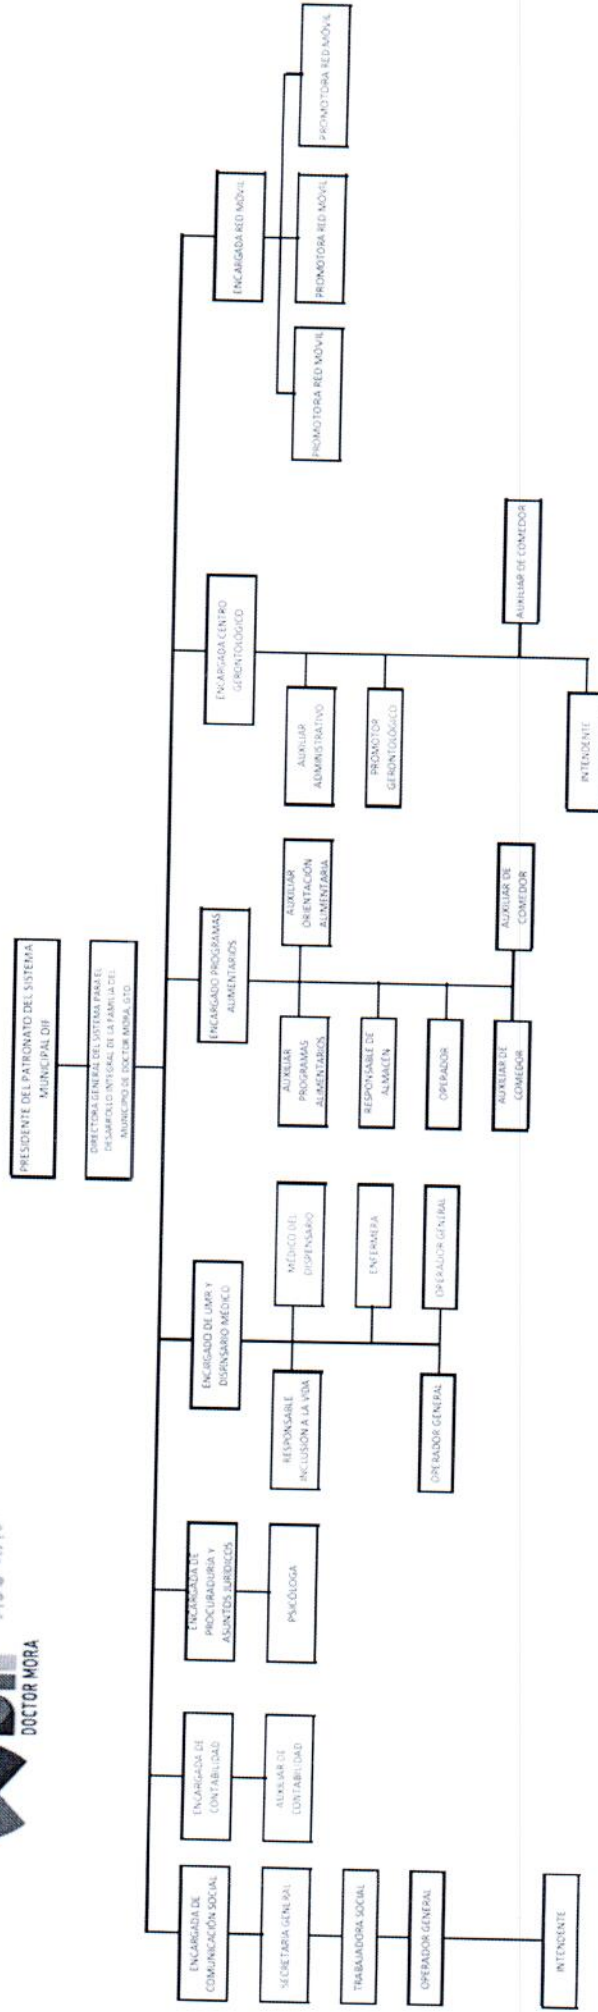 DOCTOR MORA
PRESIDENTE DEL PATRONATO DEL SISTEMA
MUNICIPAL DIF
DIRECTORA GENERAL DEL SISTEMA PARA EL
DESARROLLO INTEGRAL DE LA FAMILIA DEL
MUNICIPIO DE DOCTOR MORA, GTO
ENCARGADA DE
COMUNICACIÓN SOCIAL
SECRETARIA GENERAL
TRABAJADORA SOCIAL
OPERADOR GENERAL
INTENDENTE
ENCARGADA DE
CONTABILIDAD
AUXILIAR DE
CONTABILIDAD
ENCARGADA DE
PROCURADURÍA Y
ASUNTOS JURÍDICOS
PSICÓLOGA
ENCARGADO DE UMR Y
DISPENSARIO MÉDICO
RESPONSABLE
INCLUSIÓN A LA VIDA
MÉDICO DEL
DISPENSARIO
ENFERMERA
OPERADOR GENERAL
OPERADOR GENERAL
ENCARGADO PROGRAMAS
ALIMENTARIOS
AUXILIAR
PROGRAMAS
ALIMENTARIOS
AUXILIAR
ORIENTACIÓN
ALIMENTARIA
RESPONSABLE DE
ALMACÉN
OPERADOR
AUXILIAR DE
COMEDOR
AUXILIAR DE
COMEDOR
ENCARGADA CENTRO
GERONTOLÓGICO
AUXILIAR
ADMINISTRATIVO
PROMOTOR
GERONTOLÓGICO
AUXILIAR DE COMEDOR
INTENDENTE
ENCARGADA RED MÓVIL
PROMOTORA RED MÓVIL
PROMOTORA RED MÓVIL
PROMOTORA RED MÓVIL